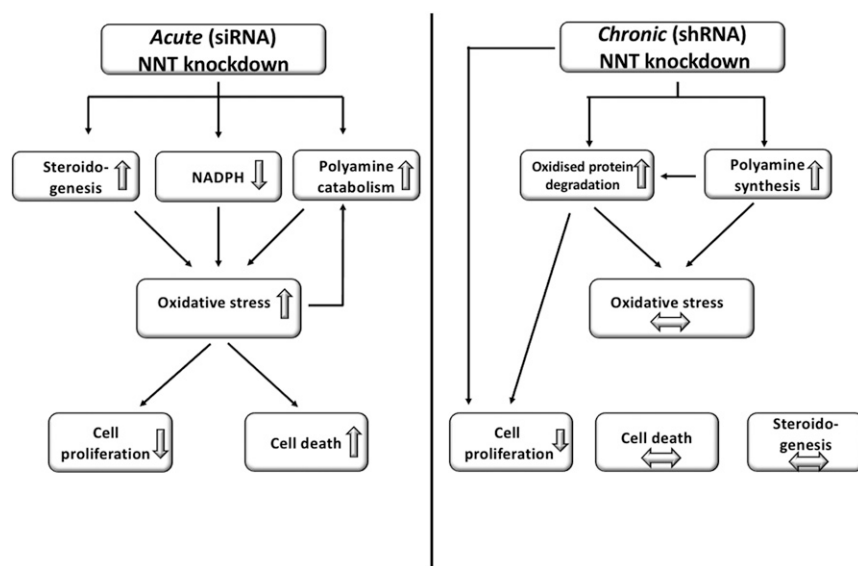 Acute (siRNA)
NNT knockdown
Steroido-
genesis
NADPH
Polyamine
catabolism
Oxidative stress
Cell
proliferation
Cell death
Chronic (shRNA)
NNT knockdown
Oxidised protein
degradation
Polyamine
synthesis
Oxidative stress
Cell
proliferation
Cell death
Steroido-
genesis